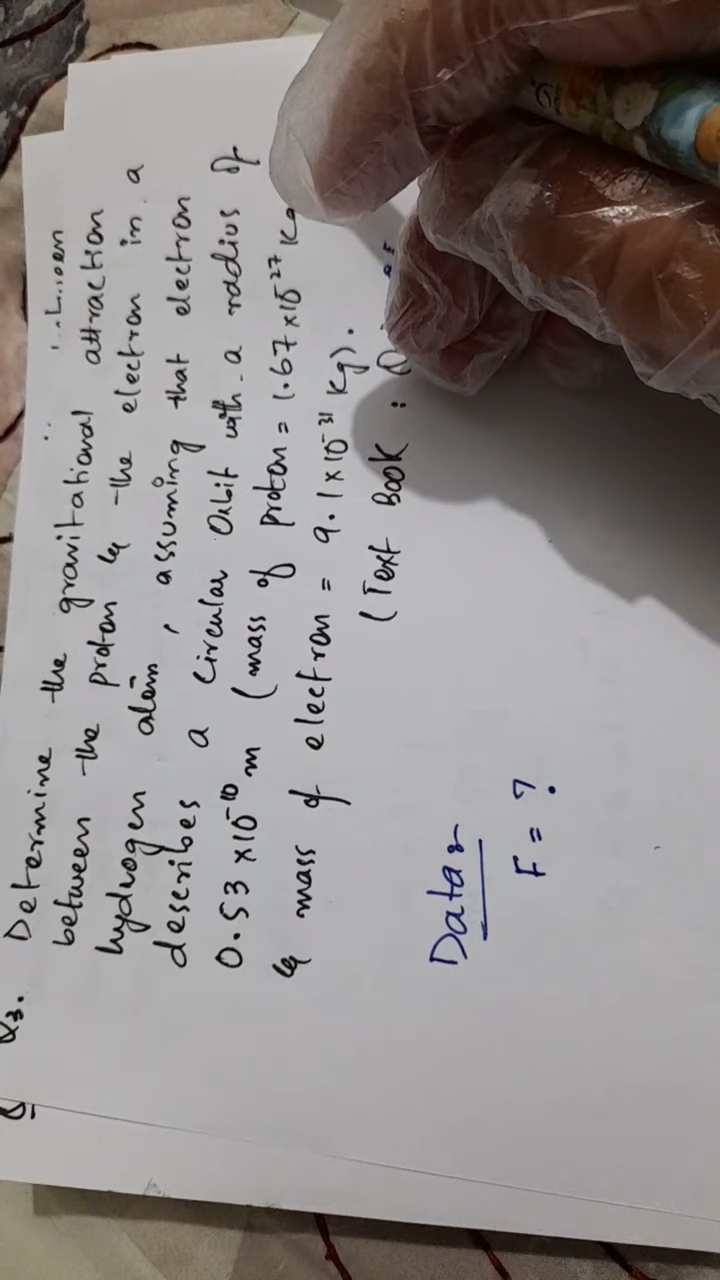 Q3. Determine the gravitational attraction
between the proton & the electron in a
hydrogen atom, assuming that electron
describes a circular orbit with a radius of
0.53 × 10⁻¹⁰ m (mass of proton = 1.67 × 10⁻²⁷ Kg
& mass of electron = 9.1 × 10⁻³¹ Kg).
(Text Book :
Data :
F = ?